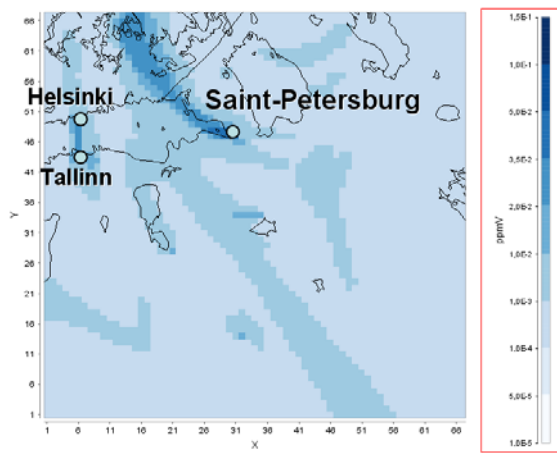 Helsinki
Saint-Petersburg
Tallinn
66
61
56
51
46
41
36
31
26
21
16
11
6
1
Y
1 6 11 16 21 26 31 36 41 46 51 56 61 66
X
1,5E-1
1,0E-1
5,0E-2
3,5E-2
2,0E-2
1,0E-2
1,0E-3
1,0E-4
5,0E-5
1,0E-5
ppmV